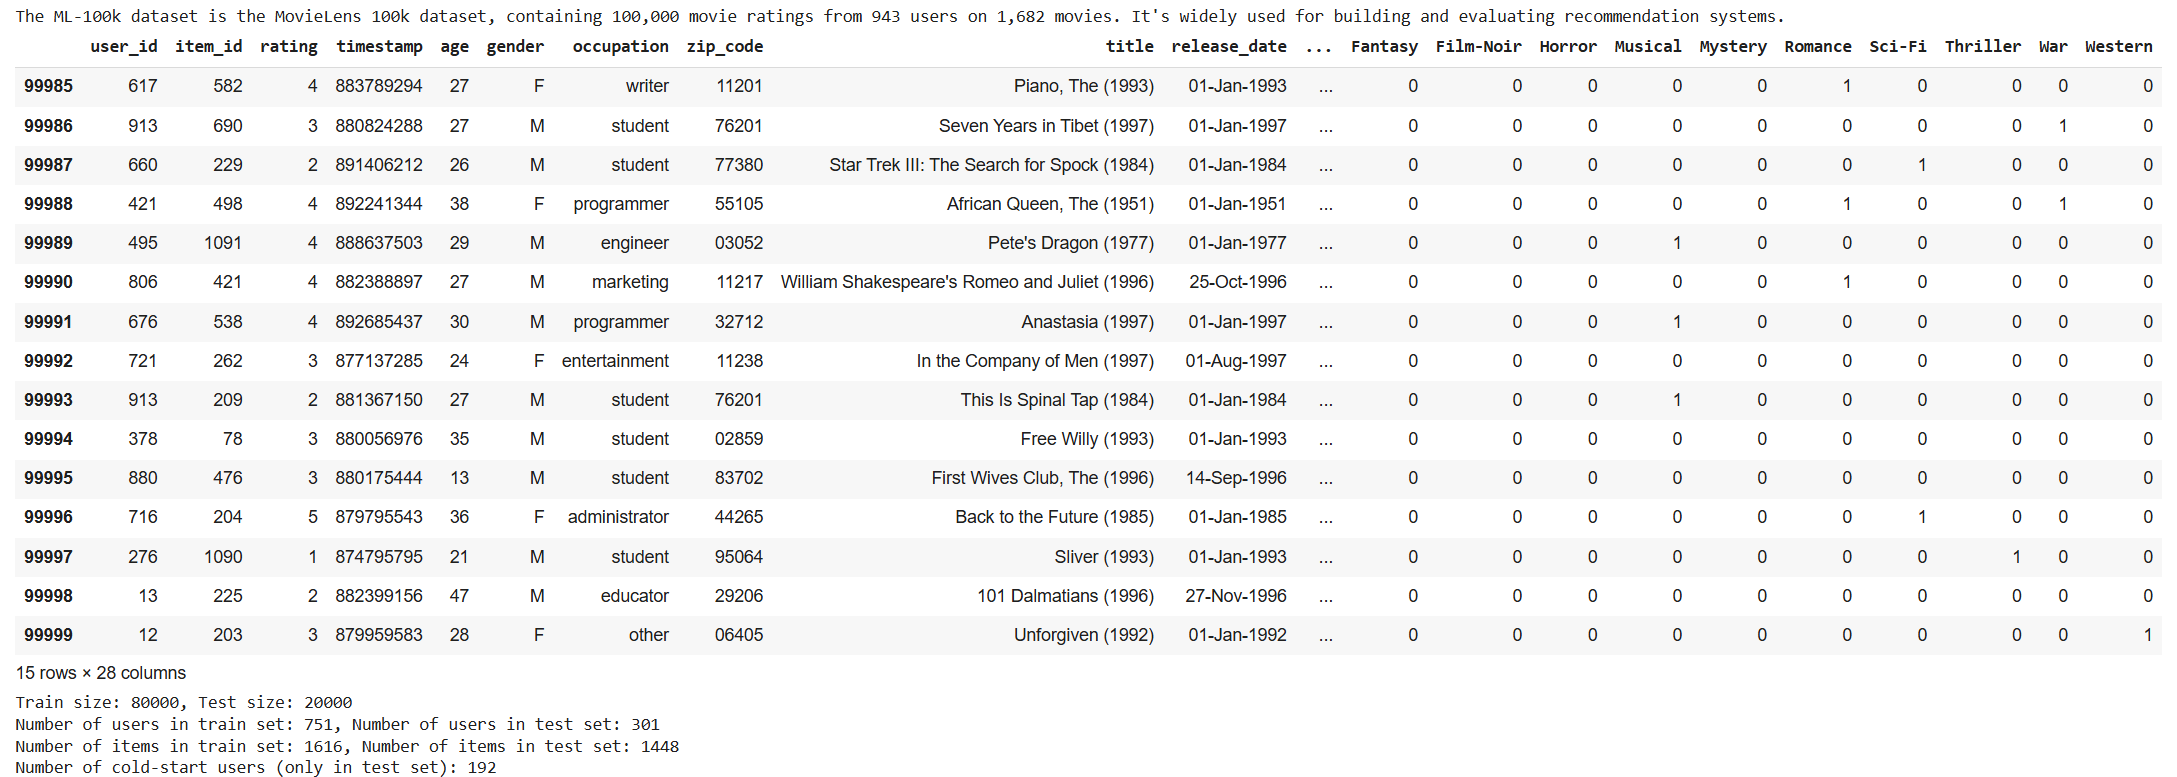 The ML-100k dataset is the MovieLens 100k dataset, containing 100,000 movie ratings from 943 users on 1,682 movies. It's widely used for building and evaluating recommendation systems.
user_id item_id rating timestamp age gender occupation zip_code title release_date ... Fantasy Film-Noir Horror Musical Mystery Romance Sci-Fi Thriller War Western
99985 617 582 4 883789294 27 F writer 11201 Piano, The (1993) 01-Jan-1993 ... 0 0 0 0 0 1 0 0 0 0
99986 913 690 3 880824288 27 M student 76201 Seven Years in Tibet (1997) 01-Jan-1997 ... 0 0 0 0 0 0 0 0 1 0
99987 660 229 2 891406212 26 M student 77380 Star Trek III: The Search for Spock (1984) 01-Jan-1984 ... 0 0 0 0 0 0 1 0 0 0
99988 421 498 4 892241344 38 F programmer 55105 African Queen, The (1951) 01-Jan-1951 ... 0 0 0 0 0 1 0 0 1 0
99989 495 1091 4 888637503 29 M engineer 03052 Pete's Dragon (1977) 01-Jan-1977 ... 0 0 0 1 0 0 0 0 0 0
99990 806 421 4 882388897 27 M marketing 11217 William Shakespeare's Romeo and Juliet (1996) 25-Oct-1996 ... 0 0 0 0 0 1 0 0 0 0
99991 676 538 4 892685437 30 M programmer 32712 Anastasia (1997) 01-Jan-1997 ... 0 0 0 1 0 0 0 0 0 0
99992 721 262 3 877137285 24 F entertainment 11238 In the Company of Men (1997) 01-Aug-1997 ... 0 0 0 0 0 0 0 0 0 0
99993 913 209 2 881367150 27 M student 76201 This Is Spinal Tap (1984) 01-Jan-1984 ... 0 0 0 1 0 0 0 0 0 0
99994 378 78 3 880056976 35 M student 02859 Free Willy (1993) 01-Jan-1993 ... 0 0 0 0 0 0 0 0 0 0
99995 880 476 3 880175444 13 M student 83702 First Wives Club, The (1996) 14-Sep-1996 ... 0 0 0 0 0 0 0 0 0 0
99996 716 204 5 879795543 36 F administrator 44265 Back to the Future (1985) 01-Jan-1985 ... 0 0 0 0 0 0 1 0 0 0
99997 276 1090 1 874795795 21 M student 95064 Sliver (1993) 01-Jan-1993 ... 0 0 0 0 0 0 0 1 0 0
99998 13 225 2 882399156 47 M educator 29206 101 Dalmatians (1996) 27-Nov-1996 ... 0 0 0 0 0 0 0 0 0 0
99999 12 203 3 879959583 28 F other 06405 Unforgiven (1992) 01-Jan-1992 ... 0 0 0 0 0 0 0 0 0 1
15 rows × 28 columns
Train size: 80000, Test size: 20000
Number of users in train set: 751, Number of users in test set: 301
Number of items in train set: 1616, Number of items in test set: 1448
Number of cold-start users (only in test set): 192